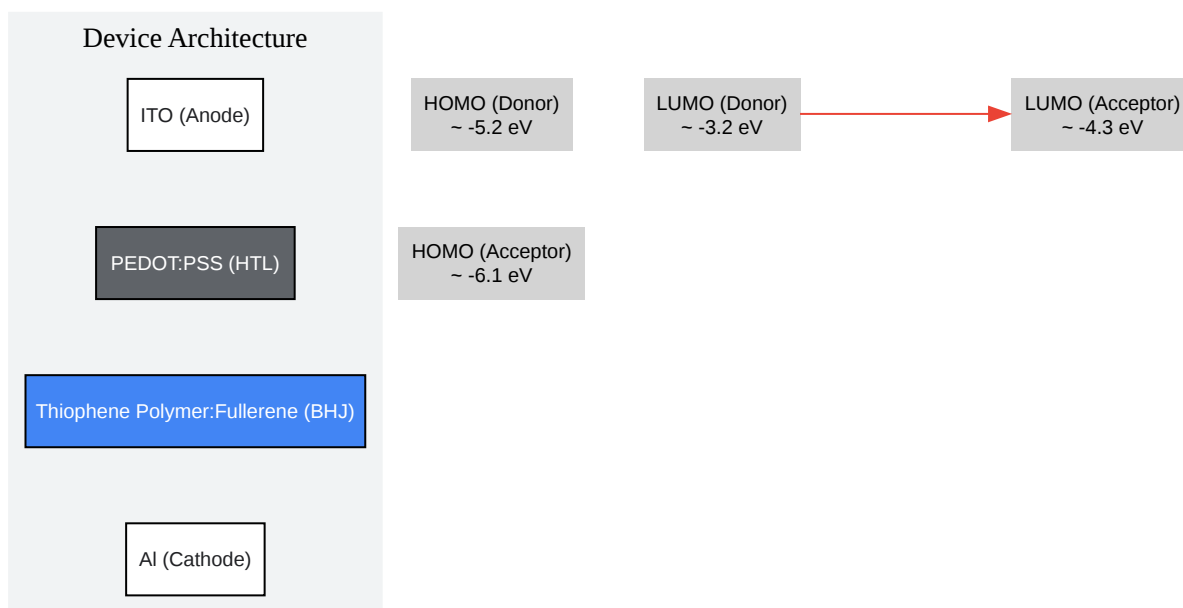 Device Architecture
ITO (Anode)
HOMO (Donor)
~ -5.2 eV
LUMO (Donor)
~ -3.2 eV
LUMO (Acceptor)
~ -4.3 eV
PEDOT:PSS (HTL)
HOMO (Acceptor)
~ -6.1 eV
Thiophene Polymer:Fullerene (BHJ)
Al (Cathode)